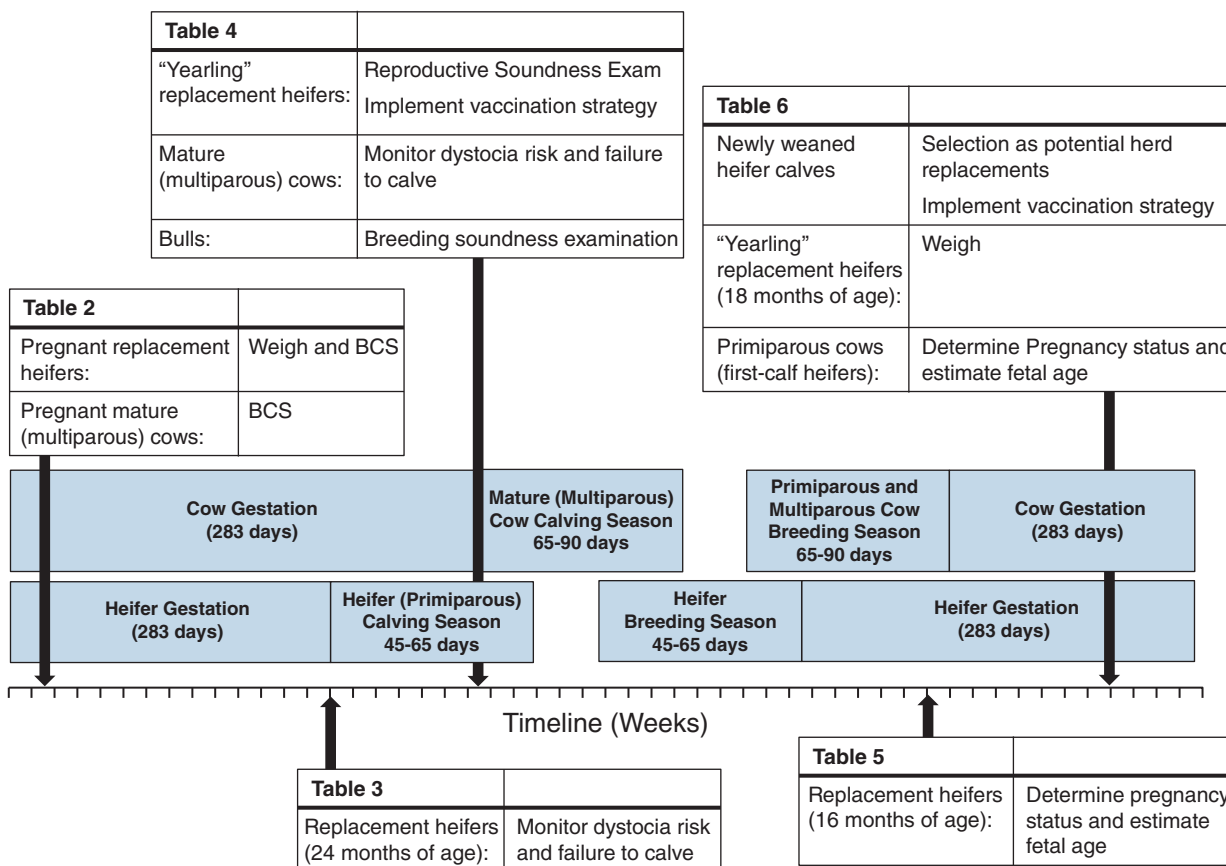 Table 4
“Yearling”
replacement heifers:
Reproductive Soundness Exam
Implement vaccination strategy
Mature
(multiparous) cows:
Monitor dystocia risk and failure
to calve
Bulls:
Breeding soundness examination
Table 6
Newly weaned
heifer calves
Selection as potential herd
replacements
Implement vaccination strategy
“Yearling”
replacement heifers
(18 months of age):
Weigh
Primiparous cows
(first-calf heifers):
Determine Pregnancy status and
estimate fetal age
Table 2
Pregnant replacement
heifers:
Weigh and BCS
Pregnant mature
(multiparous) cows:
BCS
Cow Gestation
(283 days)
Mature (Multiparous)
Cow Calving Season
65-90 days
Primiparous and
Multiparous Cow
Breeding Season
65-90 days
Cow Gestation
(283 days)
Heifer Gestation
(283 days)
Heifer (Primiparous)
Calving Season
45-65 days
Heifer
Breeding Season
45-65 days
Heifer Gestation
(283 days)
Timeline (Weeks)
Table 3
Replacement heifers
(24 months of age):
Monitor dystocia risk
and failure to calve
Table 5
Replacement heifers
(16 months of age):
Determine pregnancy
status and estimate
fetal age